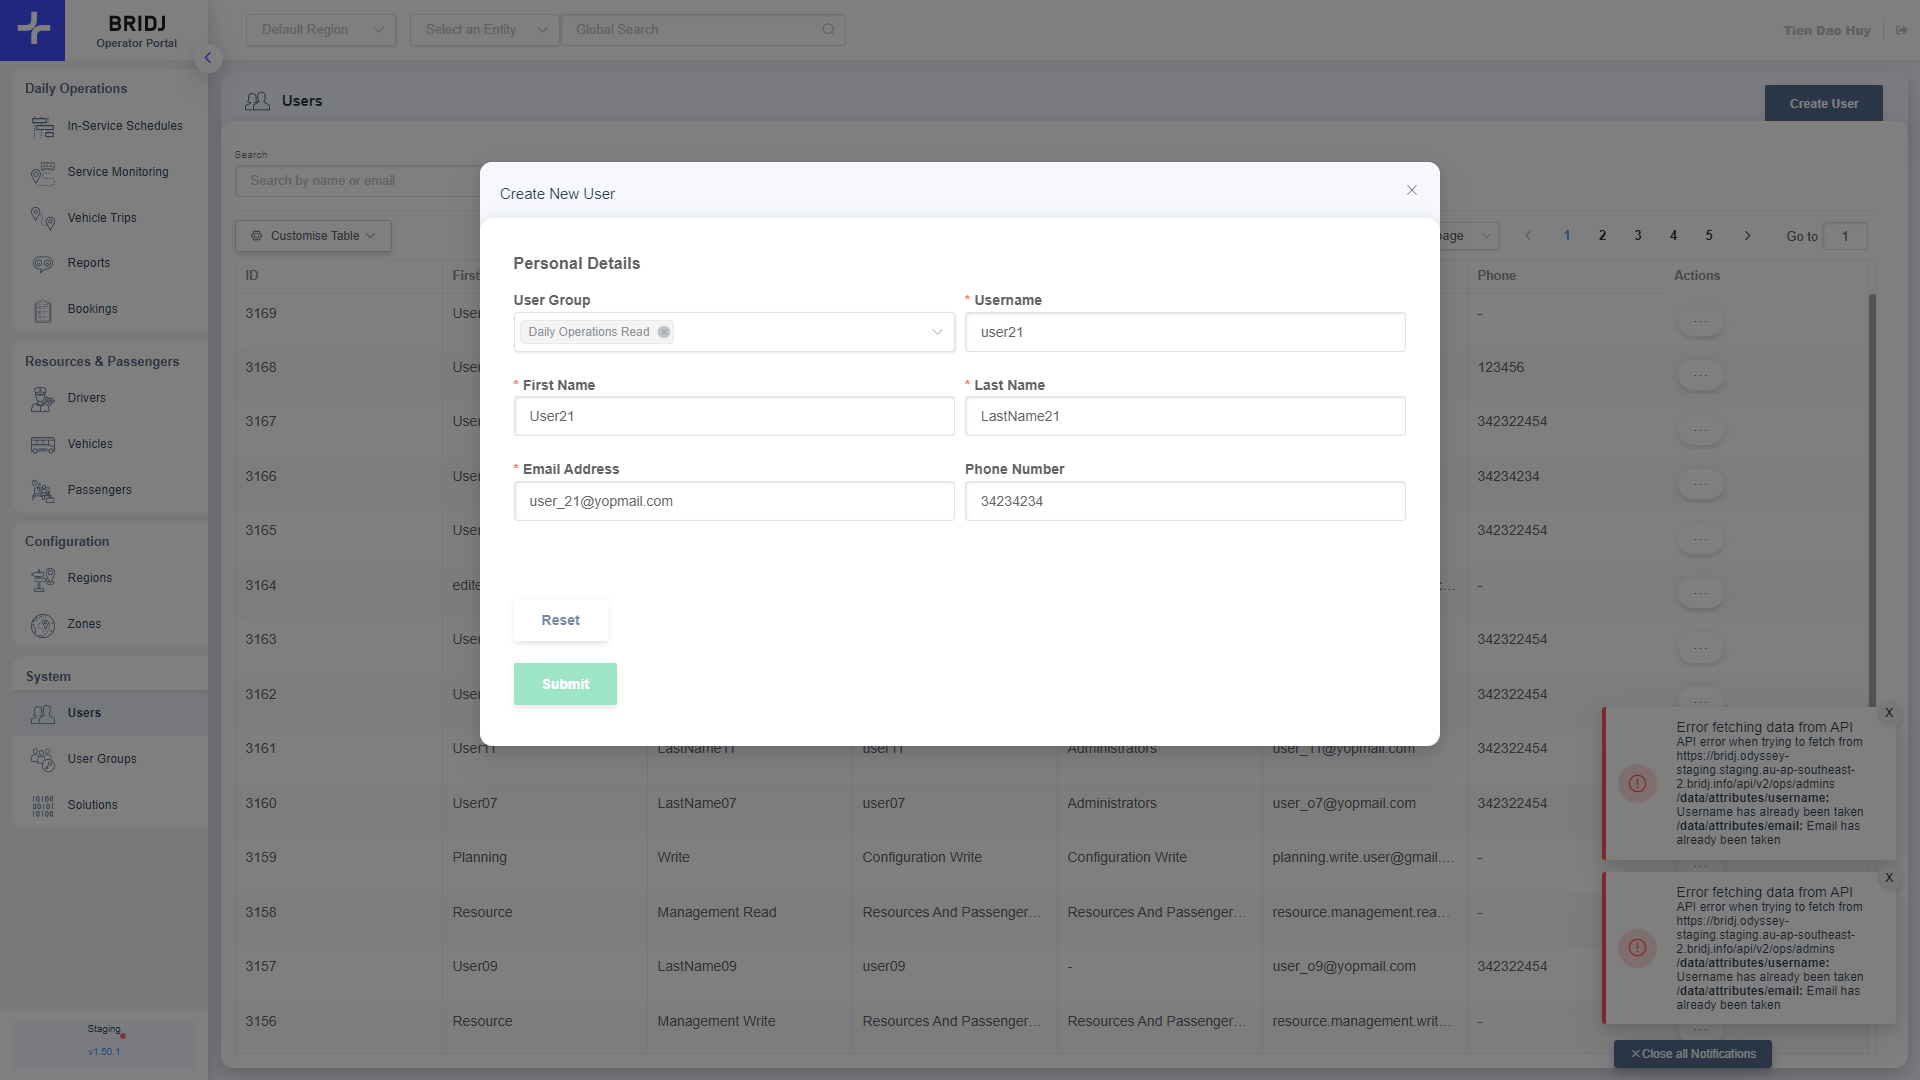 BRIDJ
Operator Portal
Default Region
Select an Entity
Global Search
Tien Dao Huy
Daily Operations
In-Service Schedules
Service Monitoring
Vehicle Trips
Reports
Bookings
Resources & Passengers
Drivers
Vehicles
Passengers
Configuration
Regions
Zones
System
Users
User Groups
Solutions
Staging
v1.50.1
Users
Create User
Search
Search by name or email
Customise Table
age
1 2 3 4 5
Go to 1
ID First Phone Actions
3169 User - ...
3168 User 123456 ...
3167 User 342322454 ...
3166 User 34234234 ...
3165 User 342322454 ...
3164 edite c... - ...
3163 User 342322454 ...
3162 User 342322454 ...
3161 User11 LastName11 user11 Administrators user_11@yopmail.com 342322454
3160 User07 LastName07 user07 Administrators user_o7@yopmail.com 342322454
3159 Planning Write Configuration Write Configuration Write planning.write.user@gmail.... - ...
3158 Resource Management Read Resources And Passenger... Resources And Passenger... resource.management.rea... -
3157 User09 LastName09 user09 - user_o9@yopmail.com 342322454
3156 Resource Management Write Resources And Passenger... Resources And Passenger... resource.management.writ... - ...
Create New User
Personal Details
User Group
Daily Operations Read
* Username
user21
* First Name
User21
* Last Name
LastName21
* Email Address
user_21@yopmail.com
Phone Number
34234234
Reset
Submit
X
Error fetching data from API
API error when trying to fetch from
https://bridj.odyssey-
staging.staging.au-ap-southeast-
2.bridj.info/api/v2/ops/admins
/data/attributes/username:
Username has already been taken
/data/attributes/email: Email has
already been taken
X
Error fetching data from API
API error when trying to fetch from
https://bridj.odyssey-
staging.staging.au-ap-southeast-
2.bridj.info/api/v2/ops/admins
/data/attributes/username:
Username has already been taken
/data/attributes/email: Email has
already been taken
Close all Notifications